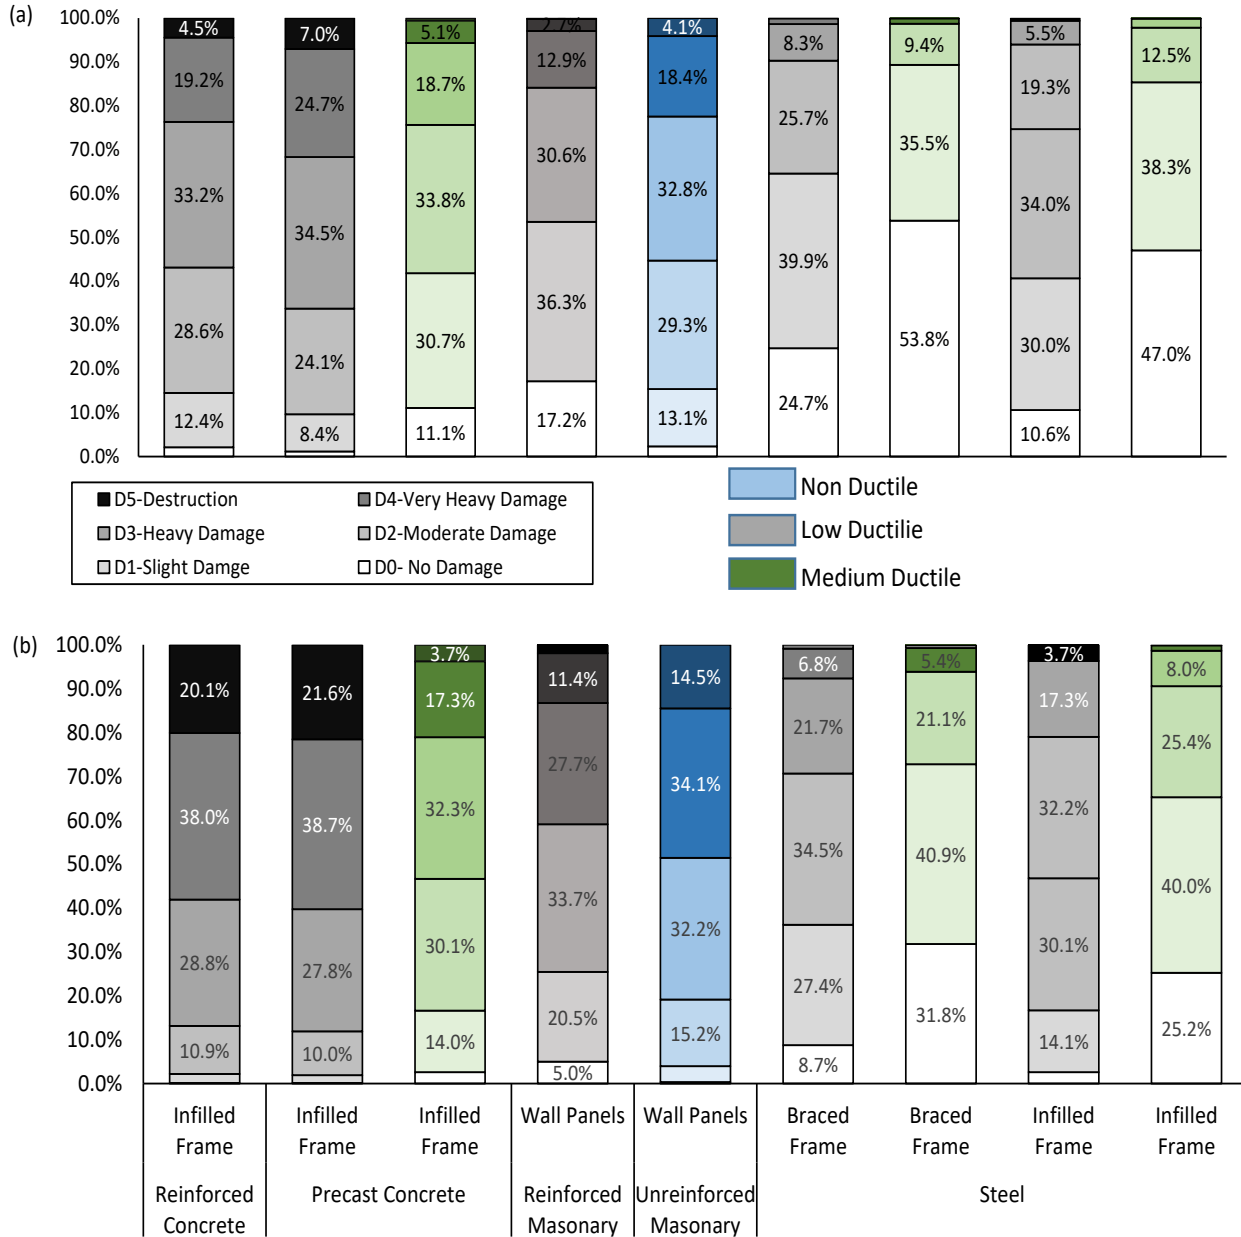 (a)
100.0%
90.0%
80.0%
70.0%
60.0%
50.0%
40.0%
30.0%
20.0%
10.0%
0.0%
4.5%
19.2%
33.2%
28.6%
12.4%
7.0%
24.7%
34.5%
24.1%
8.4%
5.1%
18.7%
33.8%
30.7%
11.1%
2.7%
12.9%
30.6%
36.3%
17.2%
4.1%
18.4%
32.8%
29.3%
13.1%
8.3%
25.7%
39.9%
24.7%
9.4%
35.5%
53.8%
5.5%
19.3%
34.0%
30.0%
10.6%
12.5%
38.3%
47.0%
D5-Destruction
D4-Very Heavy Damage
D3-Heavy Damage
D2-Moderate Damage
D1-Slight Damge
D0- No Damage
Non Ductile
Low Ductilie
Medium Ductile
(b)
100.0%
90.0%
80.0%
70.0%
60.0%
50.0%
40.0%
30.0%
20.0%
10.0%
0.0%
20.1%
38.0%
28.8%
10.9%
21.6%
38.7%
27.8%
10.0%
3.7%
17.3%
32.3%
30.1%
14.0%
11.4%
27.7%
33.7%
20.5%
5.0%
14.5%
34.1%
32.2%
15.2%
6.8%
21.7%
34.5%
27.4%
8.7%
5.4%
21.1%
40.9%
31.8%
3.7%
17.3%
32.2%
30.1%
14.1%
8.0%
25.4%
40.0%
25.2%
Infilled
Frame
Infilled
Frame
Infilled
Frame
Wall Panels
Wall Panels
Braced
Frame
Braced
Frame
Infilled
Frame
Infilled
Frame
Reinforced
Concrete
Precast Concrete
Reinforced
Masonary
Unreinforced
Masonary
Steel